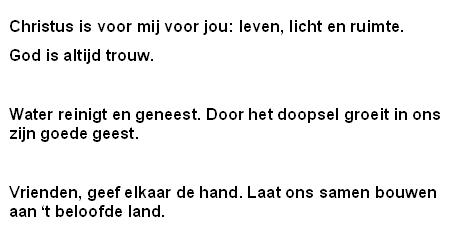 Christus is voor mij voor jou: leven, licht en ruimte.
God is altijd trouw.
Water reinigt en geneest. Door het doopsel groeit in ons
zijn goede geest.
Vrienden, geef elkaar de hand. Laat ons samen bouwen
aan ‘t beloofde land.